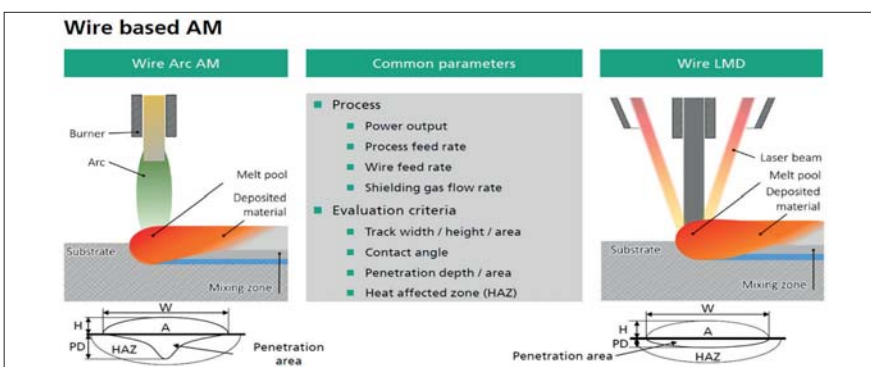 Wire based AM
Wire Arc AM
Burner
Arc
Melt pool
Deposited
material
Substrate
Mixing zone
W
H
A
PD
HAZ
Penetration
area
Common parameters
Process
Power output
Process feed rate
Wire feed rate
Shielding gas flow rate
Evaluation criteria
Track width / height / area
Contact angle
Penetration depth / area
Heat affected zone (HAZ)
Wire LMD
Laser beam
Melt pool
Deposited
material
Substrate
Mixing zone
W
H
A
PD
Penetration area
HAZ